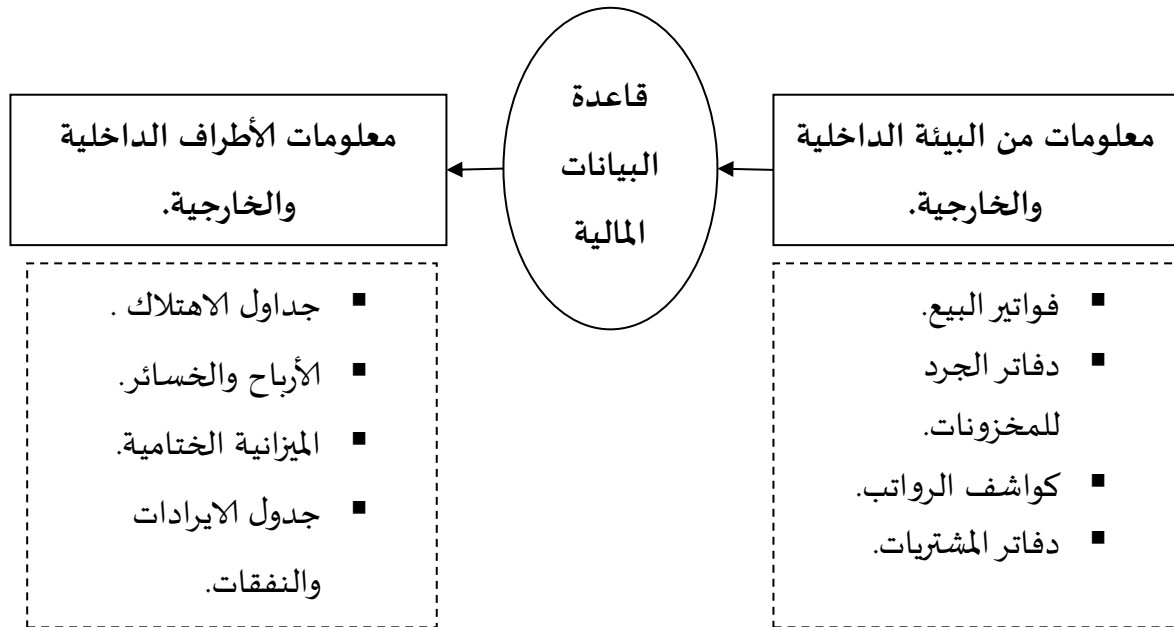 معلومات من البيئة الداخلية
والخارجية.
فواتير البيع.
دفاتر الجرد
للمخزونات.
كواشف الرواتب.
دفاتر المشتريات.
قاعدة
البيانات
المالية
معلومات الأطراف الداخلية
والخارجية.
جداول الاهتلاك .
الأرباح والخسائر.
الميزانية الختامية.
جدول الايرادات
والنفقات.